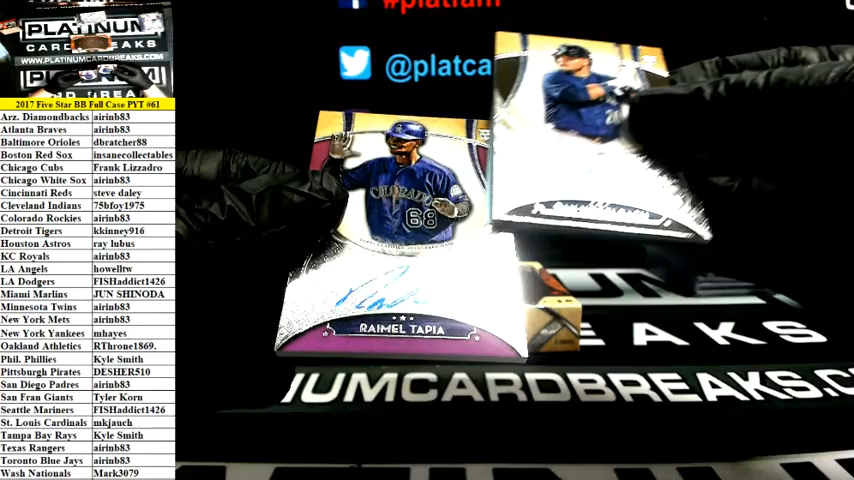 PLATINUM
CARD BREAKS
WWW.PLATINUMCARDBREAKS.COM
2017 Five Star BB Full Case PYT #61
Arz. Diamondbacks airinb83
Atlanta Braves airinb83
Baltimore Orioles dbratcher88
Boston Red Sox insanecollectables
Chicago Cubs Frank Lizzadro
Chicago White Sox airinb83
Cincinnati Reds steve daley
Cleveland Indians 75bfoy1975
Colorado Rockies airinb83
Detroit Tigers kkinney916
Houston Astros ray lubus
KC Royals airinb83
LA Angels howelltw
LA Dodgers FISHaddict1426
Miami Marlins JUN SHINODA
Minnesota Twins airinb83
New York Mets airinb83
New York Yankees mhayes
Oakland Athletics RThrone1869.
Phil. Phillies Kyle Smith
Pittsburgh Pirates DESHER510
San Diego Padres airinb83
San Fran Giants Tyler Korn
Seattle Mariners FISHaddict1426
St. Louis Cardinals mkjauch
Tampa Bay Rays Kyle Smith
Texas Rangers airinb83
Toronto Blue Jays airinb83
Wash Nationals Mark3079
#platium
@platca
COLORADO
68
RAIMEL TAPIA
EAKS
IUMCARDBREAKS.C